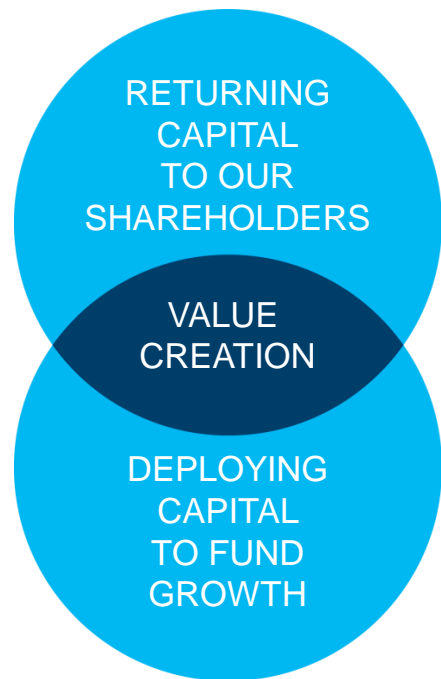 RETURNING
CAPITAL
TO OUR
SHAREHOLDERS
VALUE
CREATION
DEPLOYING
CAPITAL
TO FUND
GROWTH